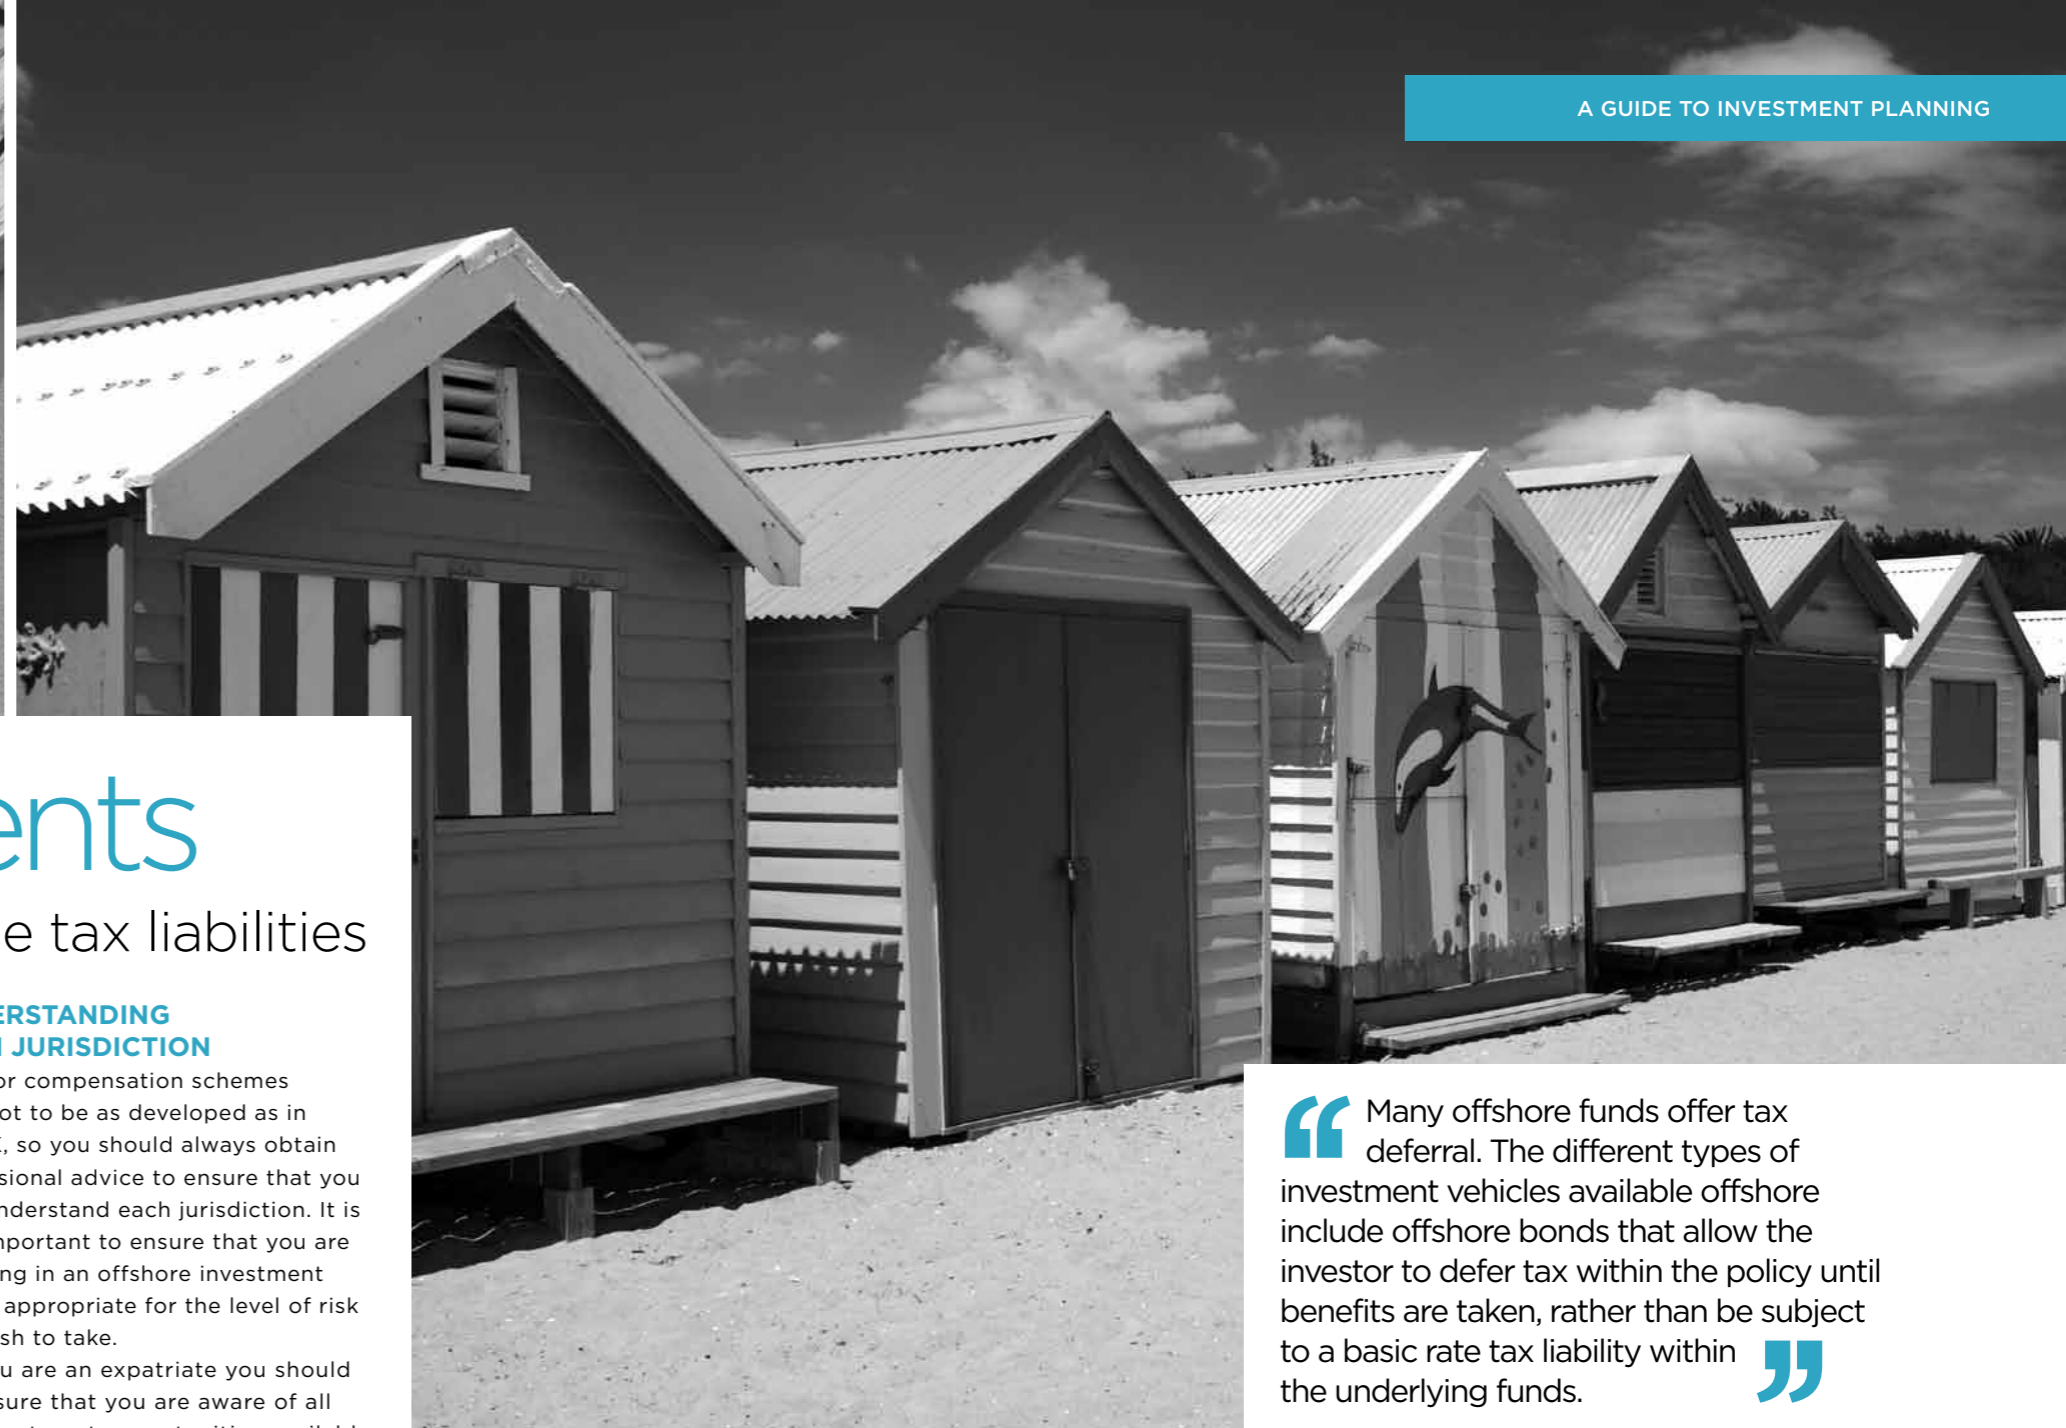 A GUIDE TO INVESTMENT PLANNING
ents
e tax liabilities
ERSTANDING
JURISDICTION
or compensation schemes
ot to be as developed as in
, so you should always obtain
sional advice to ensure that you
nderstand each jurisdiction. It is
mportant to ensure that you are
ng in an offshore investment
appropriate for the level of risk
sh to take.
u are an expatriate you should
sure that you are aware of all
“ Many offshore funds offer tax
deferral. The different types of
investment vehicles available offshore
include offshore bonds that allow the
investor to defer tax within the policy until
benefits are taken, rather than be subject
to a basic rate tax liability within
the underlying funds. ”